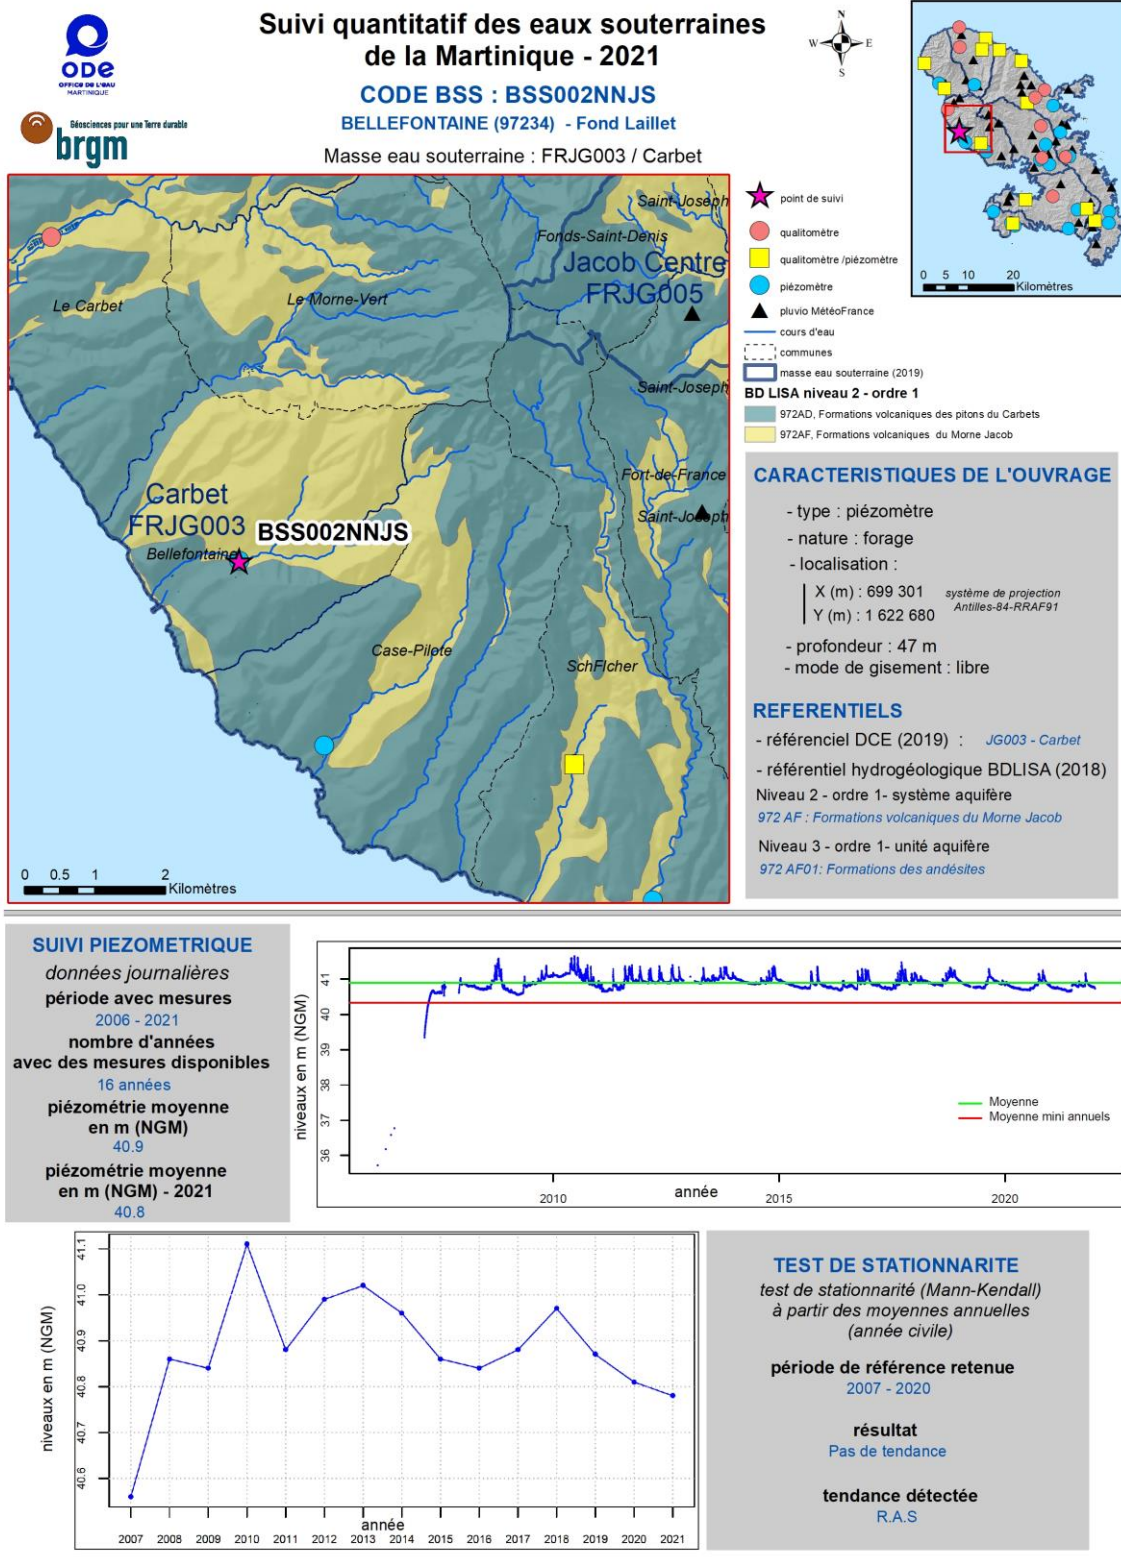 Suivi quantitatif des eaux souterraines
de la Martinique - 2021
CODE BSS : BSS002NNJS
BELLEFONTAINE (97234) - Fond Laillet
Masse eau souterraine : FRJG003 / Carbet
ODE
OFFICE DE L'EAU
MARTINIQUE
Géosciences pour une Terre durable
brgm
N
W
E
S
0 5 10 20
Kilomètres
point de suivi
qualitomètre
qualitomètre /piézomètre
piézomètre
pluvio MétéoFrance
cours d'eau
communes
masse eau souterraine (2019)
BD LISA niveau 2 - ordre 1
972AD, Formations volcaniques des pitons du Carbets
972AF, Formations volcaniques du Morne Jacob
Saint-Joseph
Fonds-Saint-Denis
Jacob Centre
FRJG005
Le Carbet
Le Morne-Vert
Saint-Joseph
Fort-de-France
Saint-Joseph
Carbet
FRJG003
BSS002NNJS
Bellefontaine
Case-Pilote
SchFlcher
0 0.5 1 2
Kilomètres
CARACTERISTIQUES DE L'OUVRAGE
- type : piézomètre
- nature : forage
- localisation :
X (m) : 699 301
Y (m) : 1 622 680
système de projection
Antilles-84-RRAF91
- profondeur : 47 m
- mode de gisement : libre
REFERENTIELS
- référenciel DCE (2019) : JG003 - Carbet
- référentiel hydrogéologique BDLISA (2018)
Niveau 2 - ordre 1- système aquifère
972 AF : Formations volcaniques du Morne Jacob
Niveau 3 - ordre 1- unité aquifère
972 AF01: Formations des andésites
SUIVI PIEZOMETRIQUE
données journalières
période avec mesures
2006 - 2021
nombre d'années
avec des mesures disponibles
16 années
piézométrie moyenne
en m (NGM)
40.9
piézométrie moyenne
en m (NGM) - 2021
40.8
niveaux en m (NGM)
41
40
39
38
37
36
Moyenne
Moyenne mini annuels
2010 2015 2020
année
niveaux en m (NGM)
41.1
41.0
40.9
40.8
40.7
40.6
2007 2008 2009 2010 2011 2012 2013 2014 2015 2016 2017 2018 2019 2020 2021
année
TEST DE STATIONNARITE
test de stationnarité (Mann-Kendall)
à partir des moyennes annuelles
(année civile)
période de référence retenue
2007 - 2020
résultat
Pas de tendance
tendance détectée
R.A.S